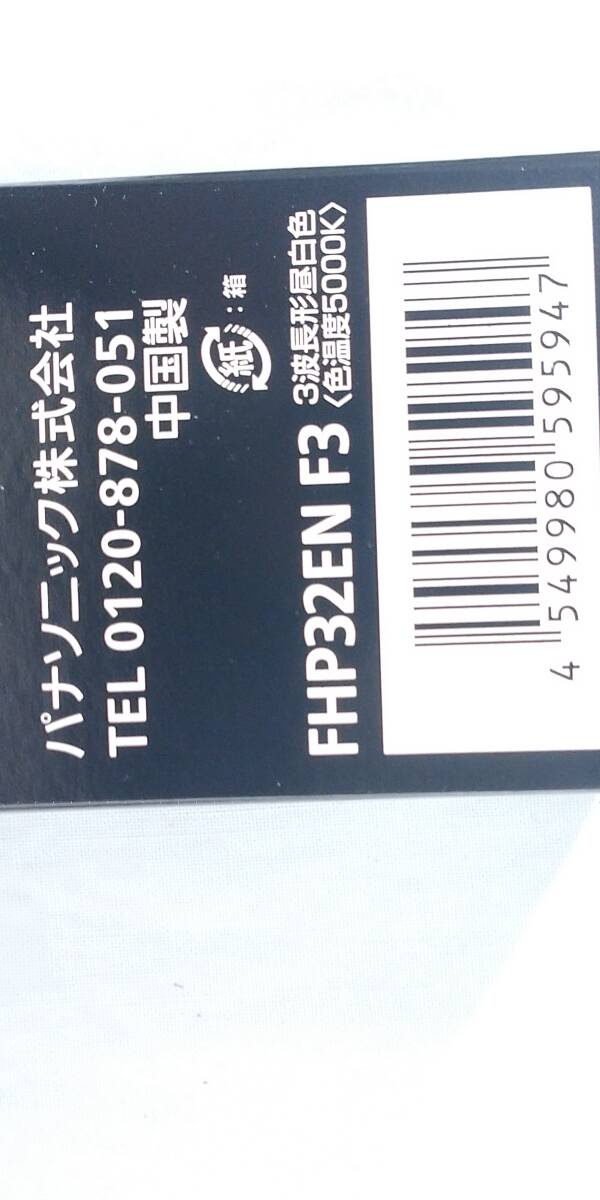 パナソニック株式会社
TEL 0120-878-051
中国製
紙:箱
FHP32EN F3
3波長形昼白色
〈色温度5000K〉
4 549980 595947